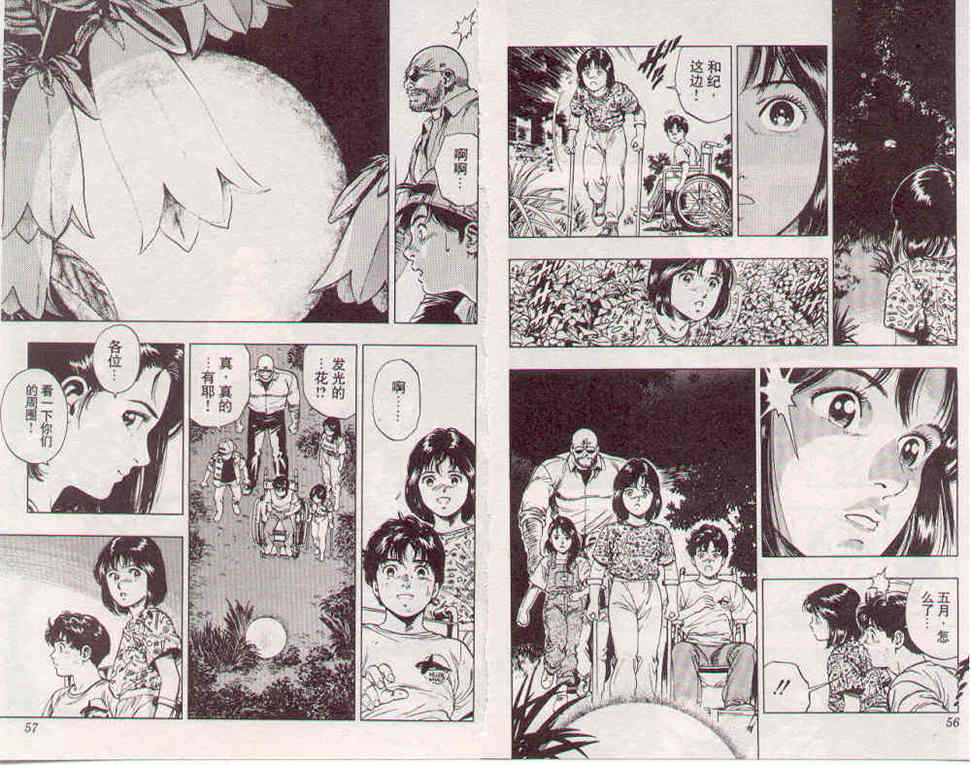 和纪，
这边！
五月，怎
么了…
!!
56
啊啊…
啊……
发光的
…花!?
真，真的
…有耶！
各位…
看一下你们
的周围！
57